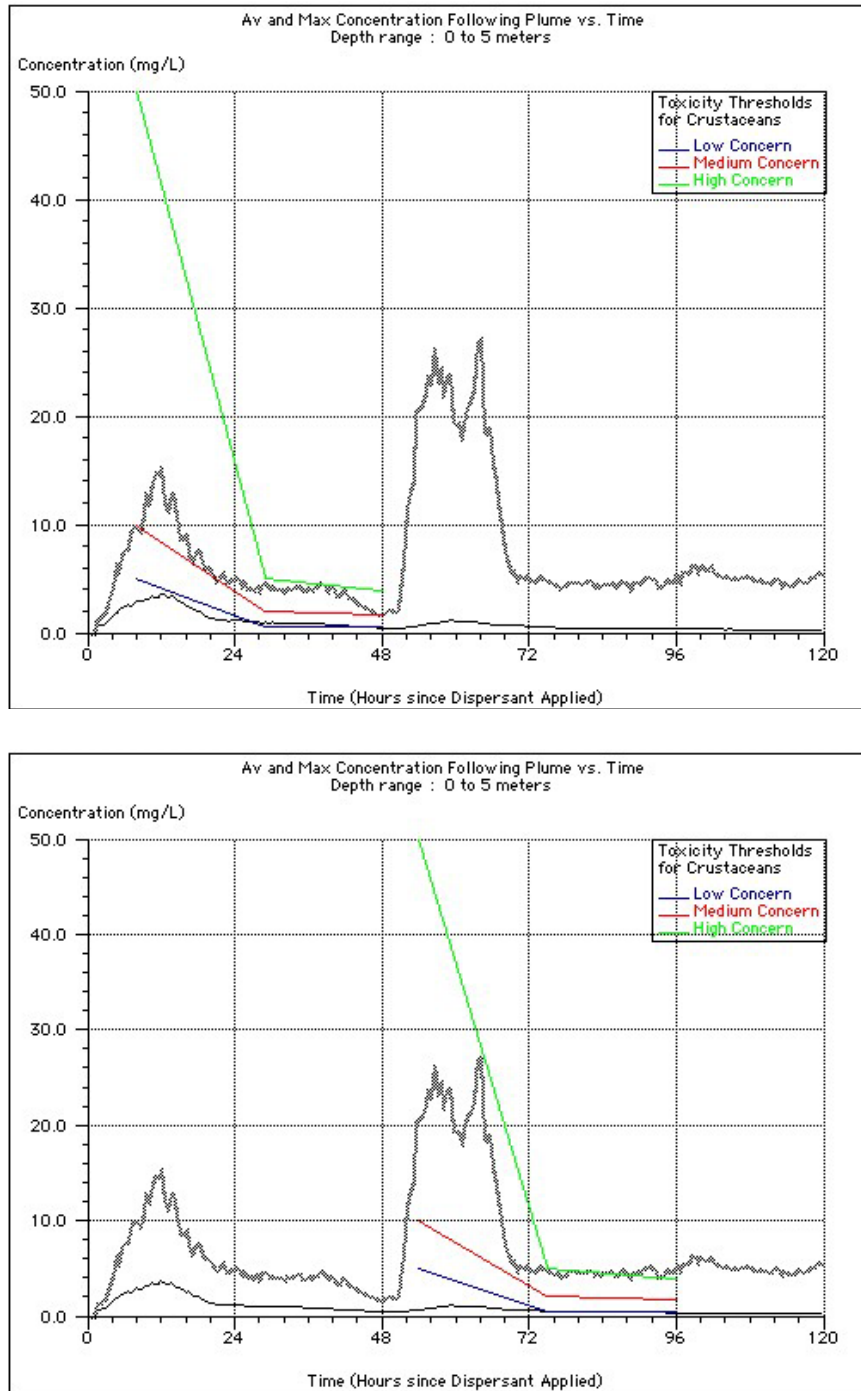 Av and Max Concentration Following Plume vs. Time
Depth range : 0 to 5 meters
Concentration (mg/L)
50.0
40.0
30.0
20.0
10.0
0.0
Toxicity Thresholds
for Crustaceans
Low Concern
Medium Concern
High Concern
0 24 48 72 96 120
Time (Hours since Dispersant Applied)
Av and Max Concentration Following Plume vs. Time
Depth range : 0 to 5 meters
Concentration (mg/L)
50.0
40.0
30.0
20.0
10.0
0.0
Toxicity Thresholds
for Crustaceans
Low Concern
Medium Concern
High Concern
0 24 48 72 96 120
Time (Hours since Dispersant Applied)